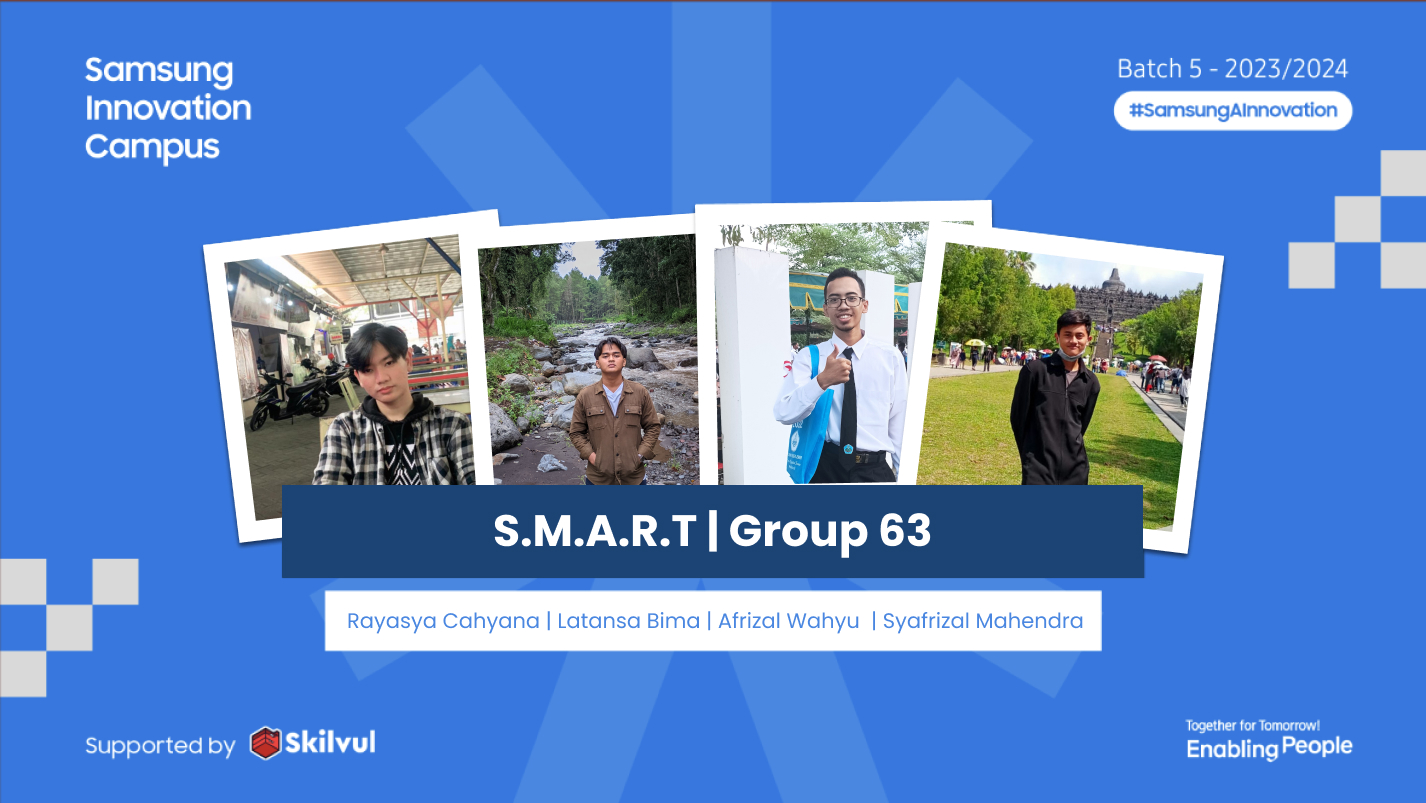 Samsung
Innovation
Campus
Batch 5 - 2023/2024
#SamsungAInnovation
S.M.A.R.T | Group 63
Rayasya Cahyana | Latansa Bima | Afrizal Wahyu | Syafrizal Mahendra
Supported by Skilvul
Together for Tomorrow!
Enabling People